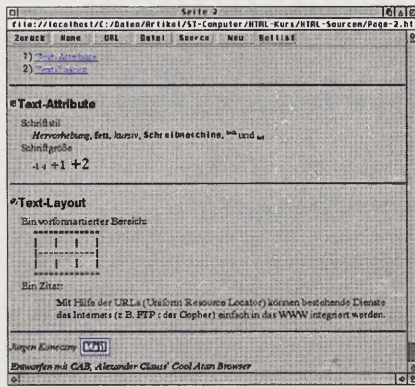 Seite 2
file://localhost/C:/Daten/Artikel/ST-Computer/HTML-Kurs/HTML-Sourcen/Page-2.h
Zurück Home URL Datei Source Neu Hotlist
1) Text-Attribute
2) Text-Layout
Text-Attribute
Schriftstil
Hervorhebung, fett, kursiv, Schreibmaschine, hoch und tief
Schriftgröße
+1 +2
Text-Layout
Ein vorformatierter Bereich:
Ein Zitat:
Mit Hilfe der URLs (Uniform Resource Locator) können bestehende Dienste
des Internets (z.B. FTP oder Gopher) einfach in das WWW integriert werden.
Jürgen Mail
Entworfen mit CAB, Alexander Clauss' Cool Atari Browser